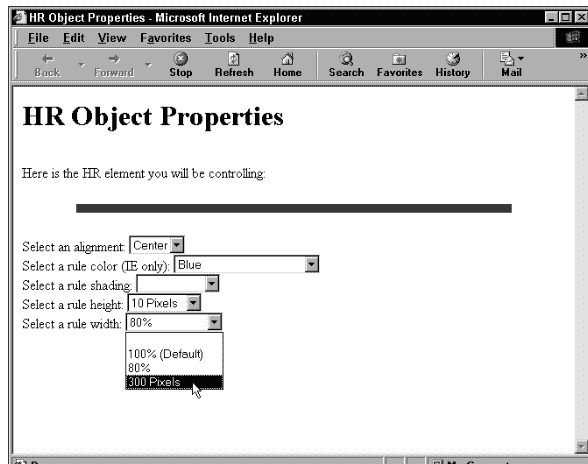 HR Object Properties - Microsoft Internet Explorer
File Edit View Favorites Tools Help
Back Forward Stop Refresh Home Search Favorites History Mail »
HR Object Properties
Here is the HR element you will be controlling:
Select an alignment: Center
Select a rule color (IE only): Blue
Select a rule shading:
Select a rule height: 10 Pixels
Select a rule width: 80%
100% (Default)
80%
300 Pixels